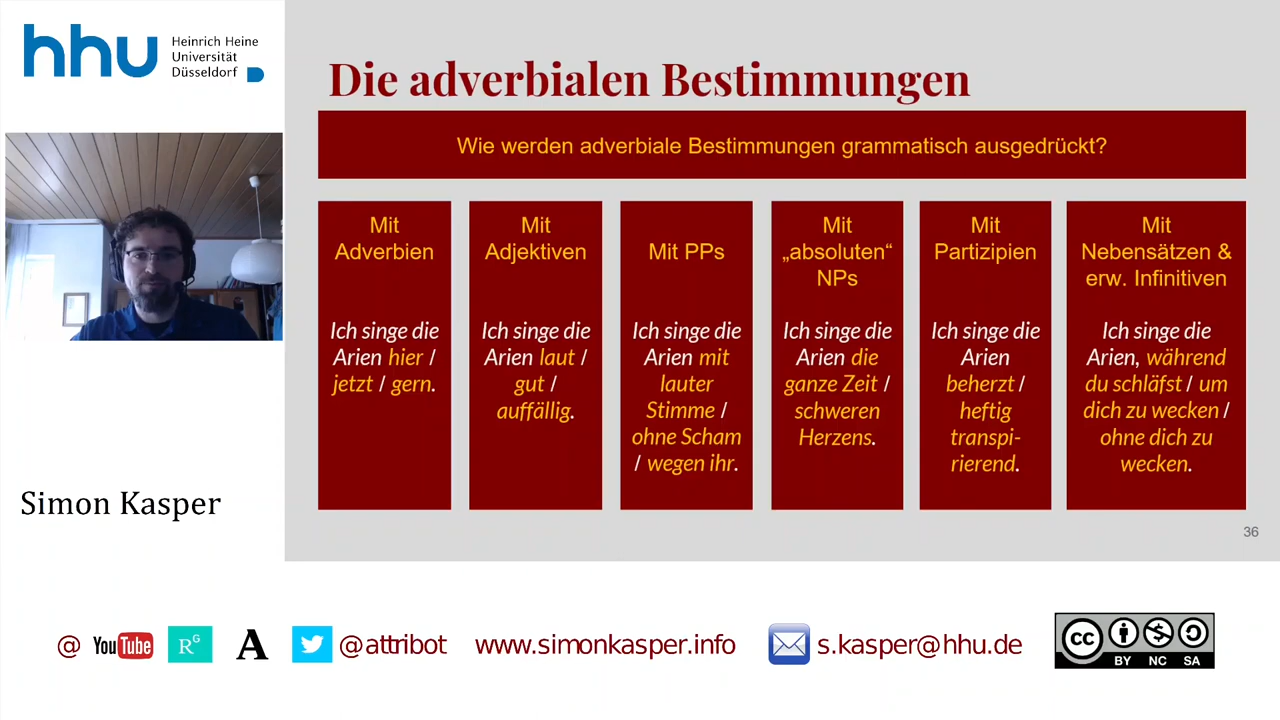 hhu
Heinrich Heine
Universität
Düsseldorf
Simon Kasper
Die adverbialen Bestimmungen
Wie werden adverbiale Bestimmungen grammatisch ausgedrückt?
Mit
Adverbien
Ich singe die
Arien hier /
jetzt / gern.
Mit
Adjektiven
Ich singe die
Arien laut /
gut /
auffällig.
Mit PPs
Ich singe die
Arien mit
lauter
Stimme /
ohne Scham
/ wegen ihr.
Mit
„absoluten“
NPs
Ich singe die
Arien die
ganze Zeit /
schweren
Herzens.
Mit
Partizipien
Ich singe die
Arien
beherzt /
heftig
transpi-
rierend.
Mit
Nebensätzen &
erw. Infinitiven
Ich singe die
Arien, während
du schläfst / um
dich zu wecken /
ohne dich zu
wecken.
36
@ YouTube RG A @attribot www.simonkasper.info s.kasper@hhu.de
cc BY NC SA